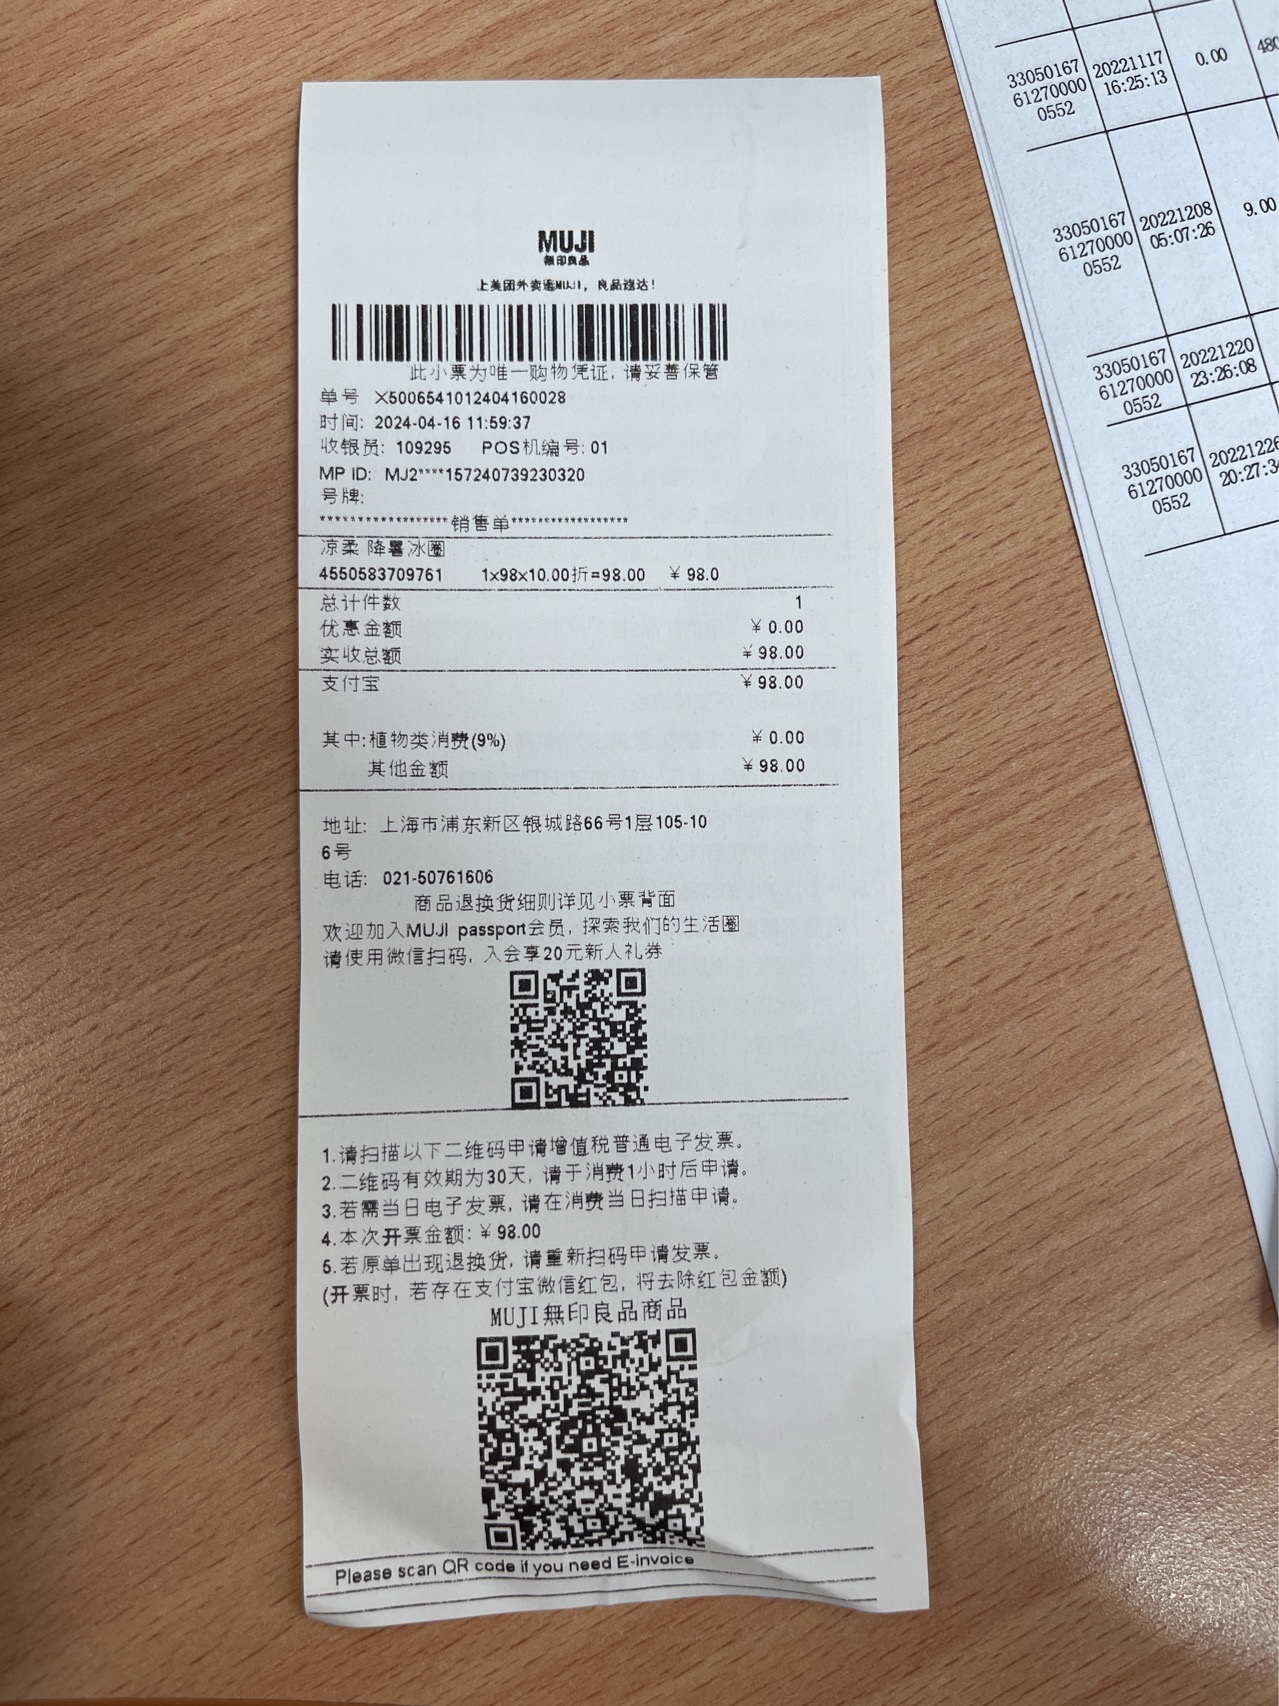 MUJI
無印良品
上美团外卖逛MUJI，良品速达！
此小票为唯一购物凭证, 请妥善保管
单号 X5006541012404160028
时间: 2024-04-16 11:59:37
收银员: 109295 POS机编号: 01
MP ID: MJ2****157240739230320
号牌:
******************销售单*****************
凉柔 降暑冰圈
4550583709761 1x98x10.00折=98.00 ¥ 98.0
总计件数 1
优惠金额 ¥ 0.00
实收总额 ¥ 98.00
支付宝 ¥ 98.00
其中:植物类消费(9%) ¥ 0.00
其他金额 ¥ 98.00
地址: 上海市浦东新区银城路66号1层105-10
6号
电话: 021-50761606
商品退换货细则详见小票背面
欢迎加入MUJI passport会员, 探索我们的生活圈
请使用微信扫码, 入会享20元新人礼券
1.请扫描以下二维码申请增值税普通电子发票。
2.二维码有效期为30天, 请于消费1小时后申请。
3.若需当日电子发票, 请在消费当日扫描申请。
4.本次开票金额: ¥ 98.00
5.若原单出现退换货, 请重新扫码申请发票。
(开票时, 若存在支付宝微信红包, 将去除红包金额)
MUJI無印良品商品
Please scan QR code if you need E-invoice
33050167 20221117 0.00 480
61270000 16:25:13
0552
33050167 20221208 9.00
61270000 05:07:26
0552
33050167 20221220
61270000 23:26:08
0552
33050167 20221226
61270000 20:27:34
0552